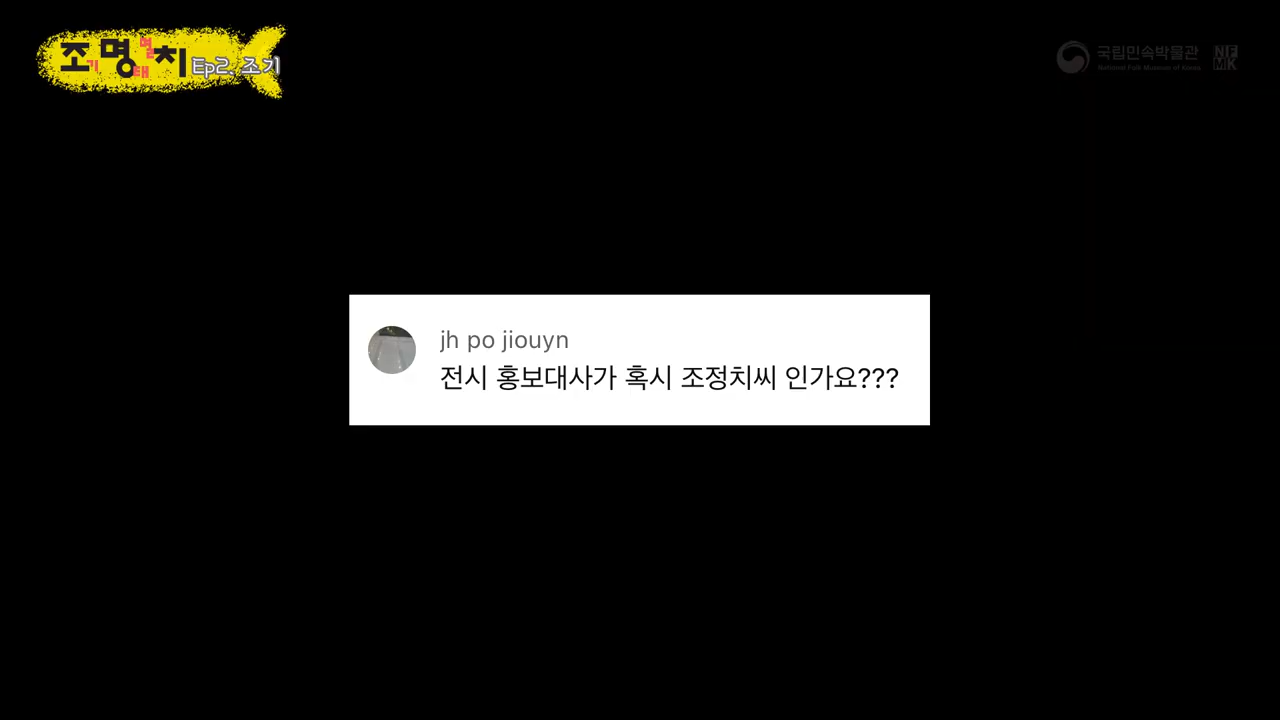 조기 명태 멸치 Ep2. 조기
국립민속박물관
National Folk Museum of Korea
NIF
MK
jh po jiouyn
전시 홍보대사가 혹시 조정치씨 인가요???